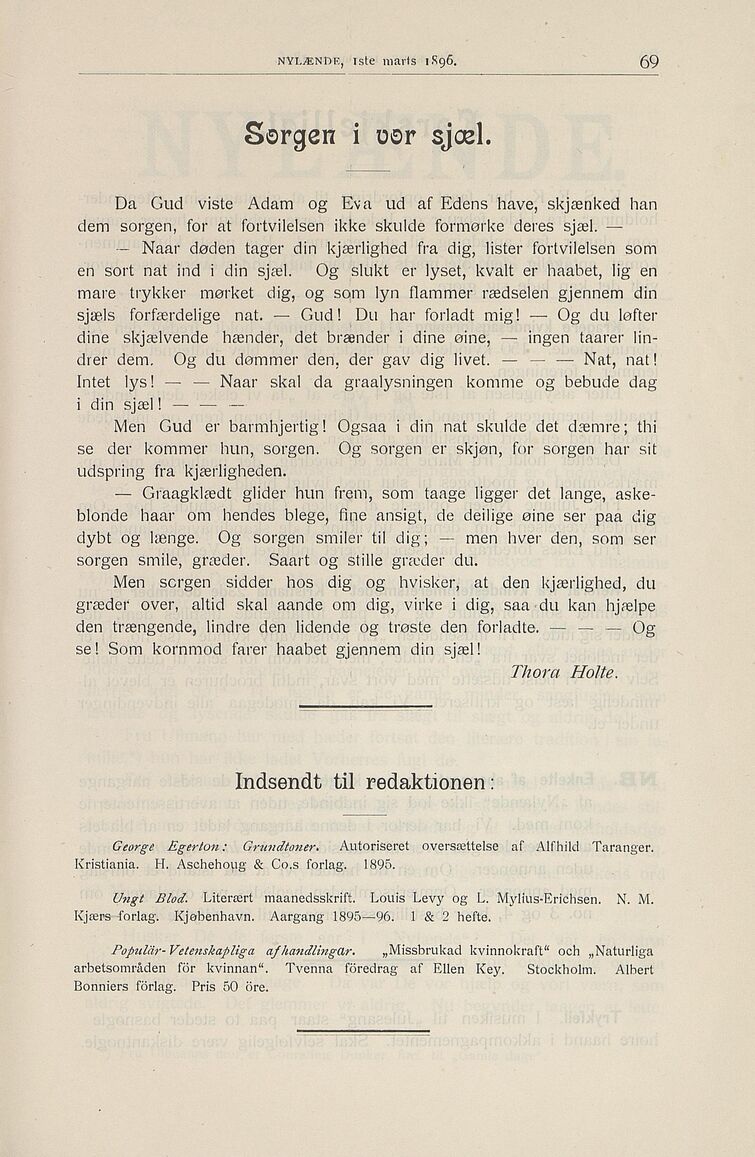 NYLÆNDE, 1ste marts 1896.
69
Sorgen i vor sjæl.
Da Gud viste Adam og Eva ud af Edens have, skjænked han
dem sorgen, for at fortvilelsen ikke skulde formørke deres sjæl. —
— Naar døden tager din kjærlighed fra dig, lister fortvilelsen som
en sort nat ind i din sjæl. Og slukt er lyset, kvalt er haabet, lig en
mare trykker mørket dig, og som lyn flammer rædselen gjennem din
sjæls forfærdelige nat. — Gud! Du har forladt mig! — Og du løfter
dine skjælvende hænder, det brænder i dine øine, — ingen taarer lin-
drer dem. Og du dømmer den, der gav dig livet. — — — Nat, nat!
Intet lys! — — Naar skal da graalysningen komme og bebude dag
i din sjæl! — — —
Men Gud er barmhjertig! Ogsaa i din nat skulde det dæmre; thi
se der kommer hun, sorgen. Og sorgen er skjøn, for sorgen har sit
udspring fra kjærligheden.
— Graagklædt glider hun frem, som taage ligger det lange, aske-
blonde haar om hendes blege, fine ansigt, de deilige øine ser paa dig
dybt og længe. Og sorgen smiler til dig; — men hver den, som ser
sorgen smile, græder. Saart og stille græder du.
Men sorgen sidder hos dig og hvisker, at den kjærlighed, du
græder over, altid skal aande om dig, virke i dig, saa du kan hjælpe
den trængende, lindre den lidende og trøste den forladte. — — — Og
se! Som kornmod farer haabet gjennem din sjæl!
Thora Holte.
Indsendt til redaktionen:
George Egerton: Grundtoner. Autoriseret oversættelse af Alfhild Taranger.
Kristiania. H. Aschehoug & Co.s forlag. 1895.
Ungt Blod. Literært maanedsskrift. Louis Levy og L. Mylius-Erichsen. N. M.
Kjærs forlag. Kjøbenhavn. Aargang 1895—96. 1 & 2 hefte.
Populär-Vetenskapliga afhandlingar. „Missbrukad kvinnokraft“ och „Naturliga
arbetsområden för kvinnan“. Tvenna föredrag af Ellen Key. Stockholm. Albert
Bonniers förlag. Pris 50 öre.